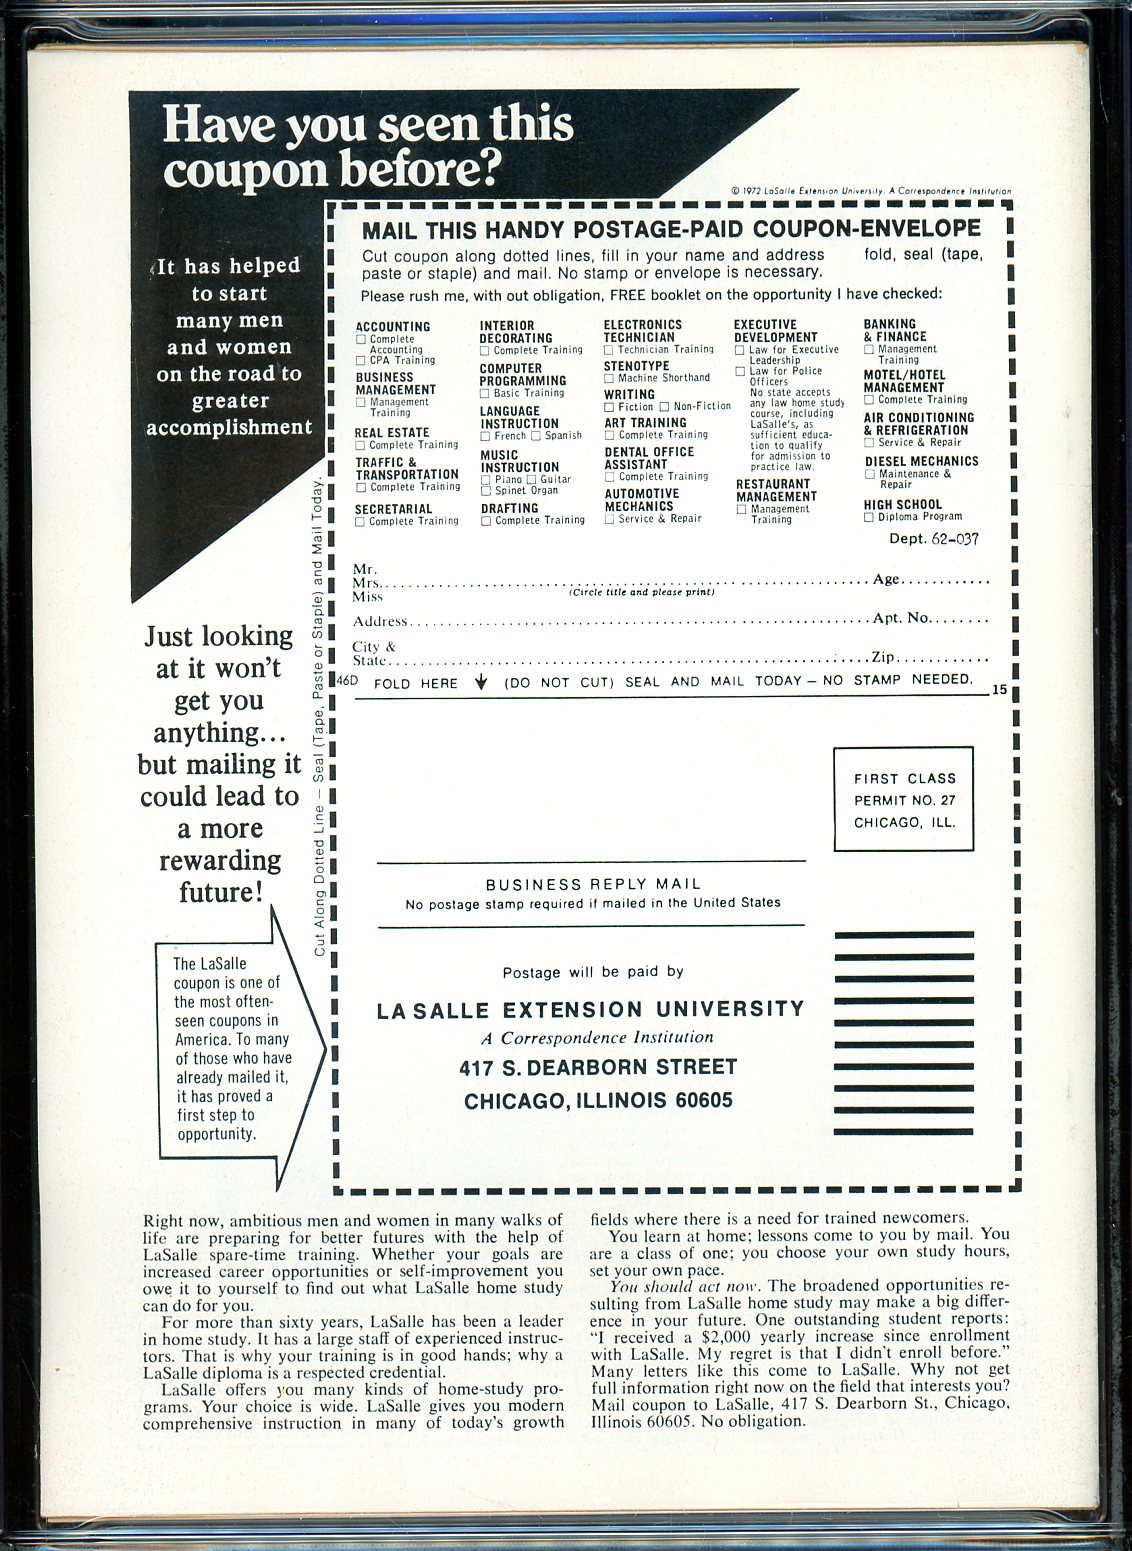 Have you seen this
coupon before?
© 1972 LaSalle Extension University. A Correspondence Institution
It has helped
to start
many men
and women
on the road to
greater
accomplishment
Just looking
at it won't
get you
anything...
but mailing it
could lead to
a more
rewarding
future!
The LaSalle
coupon is one of
the most often-
seen coupons in
America. To many
of those who have
already mailed it,
it has proved a
first step to
opportunity.
Cut Along Dotted Line — Seal (Tape, Paste or Staple) and Mail Today.
MAIL THIS HANDY POSTAGE-PAID COUPON-ENVELOPE
Cut coupon along dotted lines, fill in your name and address fold, seal (tape,
paste or staple) and mail. No stamp or envelope is necessary.
Please rush me, with out obligation, FREE booklet on the opportunity I have checked:
ACCOUNTING
☐ Complete
Accounting
☐ CPA Training
BUSINESS
MANAGEMENT
☐ Management
Training
REAL ESTATE
☐ Complete Training
TRAFFIC &
TRANSPORTATION
☐ Complete Training
SECRETARIAL
☐ Complete Training
INTERIOR
DECORATING
☐ Complete Training
COMPUTER
PROGRAMMING
☐ Basic Training
LANGUAGE
INSTRUCTION
☐ French ☐ Spanish
MUSIC
INSTRUCTION
☐ Piano ☐ Guitar
☐ Spinet Organ
DRAFTING
☐ Complete Training
ELECTRONICS
TECHNICIAN
☐ Technician Training
STENOTYPE
☐ Machine Shorthand
WRITING
☐ Fiction ☐ Non-Fiction
ART TRAINING
☐ Complete Training
DENTAL OFFICE
ASSISTANT
☐ Complete Training
AUTOMOTIVE
MECHANICS
☐ Service & Repair
EXECUTIVE
DEVELOPMENT
☐ Law for Executive
Leadership
☐ Law for Police
Officers
No state accepts
any law home study
course, including
LaSalle's, as
sufficient educa-
tion to qualify
for admission to
practice law.
RESTAURANT
MANAGEMENT
☐ Management
Training
BANKING
& FINANCE
☐ Management
Training
MOTEL/HOTEL
MANAGEMENT
☐ Complete Training
AIR CONDITIONING
& REFRIGERATION
☐ Service & Repair
DIESEL MECHANICS
☐ Maintenance &
Repair
HIGH SCHOOL
☐ Diploma Program
Dept. 62-037
Mr.
Mrs. Age
Miss (Circle title and please print)
Address Apt. No.
City &
State Zip
46D FOLD HERE ↓ (DO NOT CUT) SEAL AND MAIL TODAY — NO STAMP NEEDED.
15
FIRST CLASS
PERMIT NO. 27
CHICAGO, ILL.
BUSINESS REPLY MAIL
No postage stamp required if mailed in the United States
Postage will be paid by
LA SALLE EXTENSION UNIVERSITY
A Correspondence Institution
417 S. DEARBORN STREET
CHICAGO, ILLINOIS 60605
Right now, ambitious men and women in many walks of
life are preparing for better futures with the help of
LaSalle spare-time training. Whether your goals are
increased career opportunities or self-improvement you
owe it to yourself to find out what LaSalle home study
can do for you.
For more than sixty years, LaSalle has been a leader
in home study. It has a large staff of experienced instruc-
tors. That is why your training is in good hands; why a
LaSalle diploma is a respected credential.
LaSalle offers you many kinds of home-study pro-
grams. Your choice is wide. LaSalle gives you modern
comprehensive instruction in many of today's growth
fields where there is a need for trained newcomers.
You learn at home; lessons come to you by mail. You
are a class of one; you choose your own study hours,
set your own pace.
You should act now. The broadened opportunities re-
sulting from LaSalle home study may make a big differ-
ence in your future. One outstanding student reports:
"I received a $2,000 yearly increase since enrollment
with LaSalle. My regret is that I didn't enroll before."
Many letters like this come to LaSalle. Why not get
full information right now on the field that interests you?
Mail coupon to LaSalle, 417 S. Dearborn St., Chicago,
Illinois 60605. No obligation.